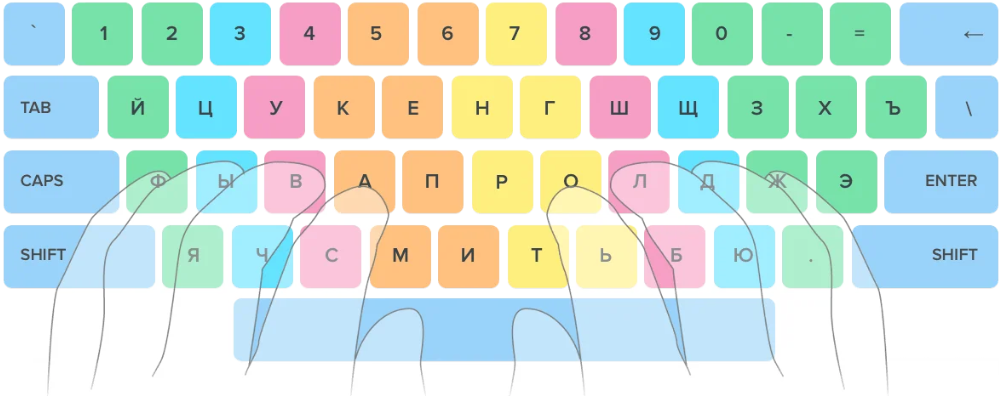 ` 1 2 3 4 5 6 7 8 9 0 - = ←
TAB Й Ц У К Е Н Г Ш Щ З Х Ъ \
CAPS Ф Ы В А П Р О Л Д Ж Э ENTER
SHIFT Я Ч С М И Т Ь Б Ю . SHIFT